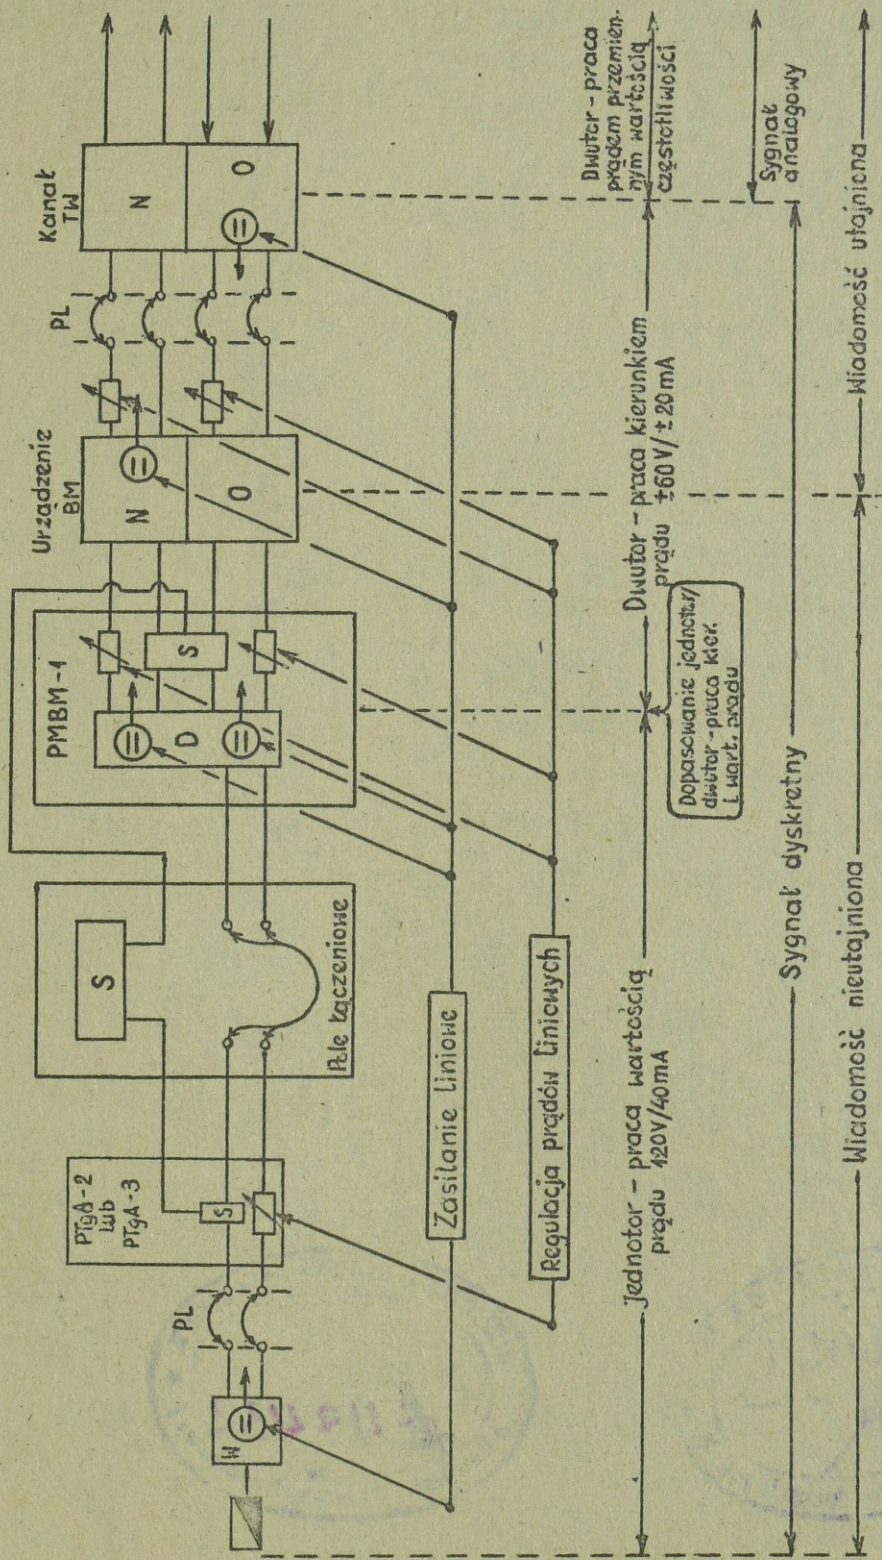 PL
W
PTgA-2
lub
PTgA-3
S
S
Pole łączeniowe
PMBM-1
D
S
Urządzenie
BM
N
O
PL
Kanał
TW
N
O
Zasilanie liniowe
Regulacja prądów liniowych
Jednotor - praca wartością
prądu 120V/40mA
Dwutor - praca kierunkiem
prądu ±60V/±20mA
Dwutor - praca
prądem przemien-
nym wartością
częstotliwości
Dopasowanie jednotor/
dwutor - praca kier.
i wart. prądu
Sygnał dyskretny
Sygnał
analogowy
Wiadomość nieutajniona
Wiadomość utajniona